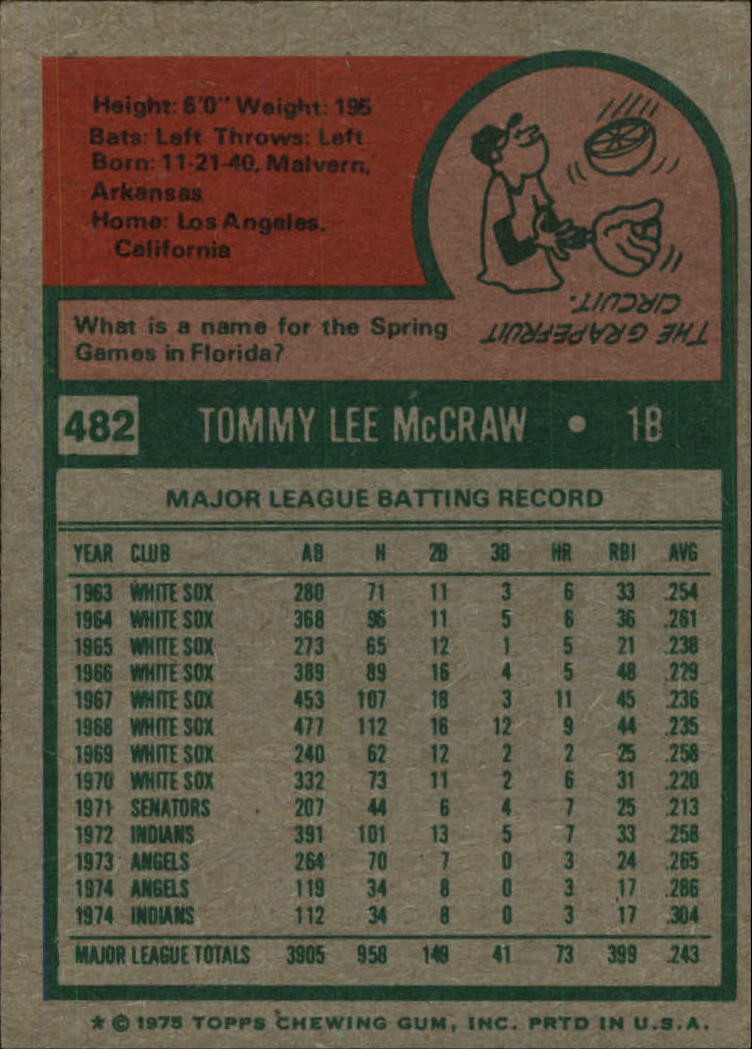 Height: 6'0" Weight: 195
Bats: Left Throws: Left
Born: 11-21-40, Malvern,
Arkansas
Home: Los Angeles,
California
What is a name for the Spring
Games in Florida?
THE GRAPEFRUIT
CIRCUIT.
482 TOMMY LEE McCRAW • 1B
MAJOR LEAGUE BATTING RECORD
YEAR CLUB AB H 2B 3B HR RBI AVG
1963 WHITE SOX 280 71 11 3 6 33 .254
1964 WHITE SOX 368 96 11 5 6 36 .261
1965 WHITE SOX 273 65 12 1 5 21 .238
1966 WHITE SOX 389 89 16 4 5 48 .229
1967 WHITE SOX 453 107 18 3 11 45 .236
1968 WHITE SOX 477 112 16 12 9 44 .235
1969 WHITE SOX 240 62 12 2 2 25 .258
1970 WHITE SOX 332 73 11 2 6 31 .220
1971 SENATORS 207 44 6 4 7 25 .213
1972 INDIANS 391 101 13 5 7 33 .258
1973 ANGELS 264 70 7 0 3 24 .265
1974 ANGELS 119 34 8 0 3 17 .286
1974 INDIANS 112 34 8 0 3 17 .304
MAJOR LEAGUE TOTALS 3905 958 149 41 73 399 .243
* © 1975 TOPPS CHEWING GUM, INC. PRTD IN U.S.A.